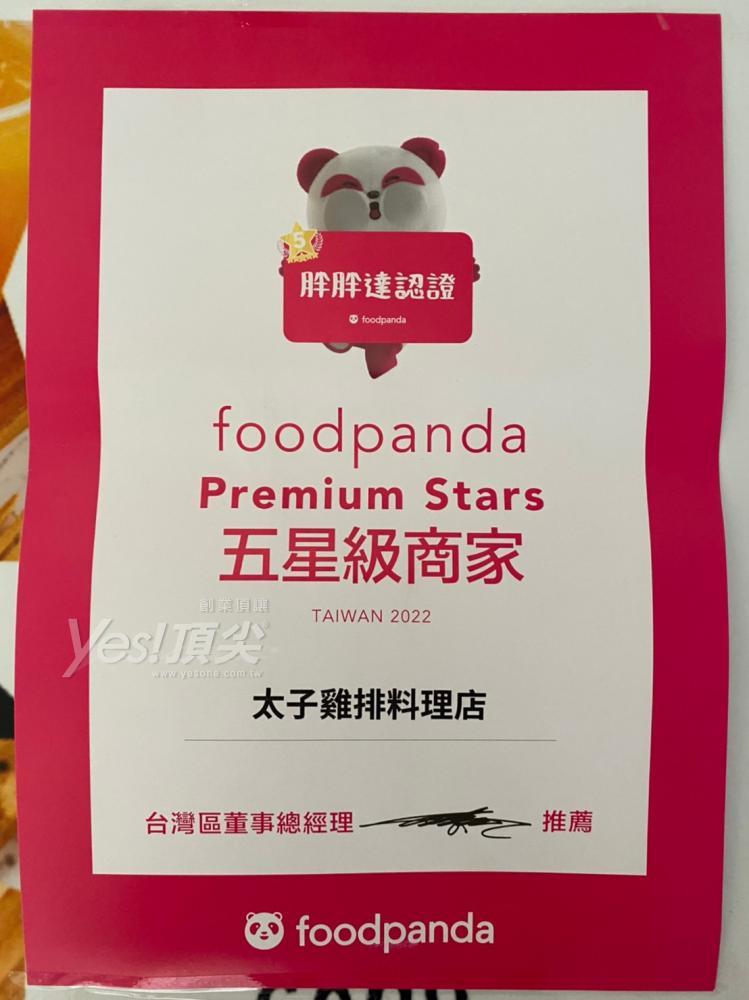 5
胖胖達認證
foodpanda
foodpanda
Premium Stars
五星級商家
TAIWAN 2022
創業頂讓
yes!頂尖®
www.yesone.com.tw
太子雞排料理店
台灣區董事總經理 推薦
foodpanda